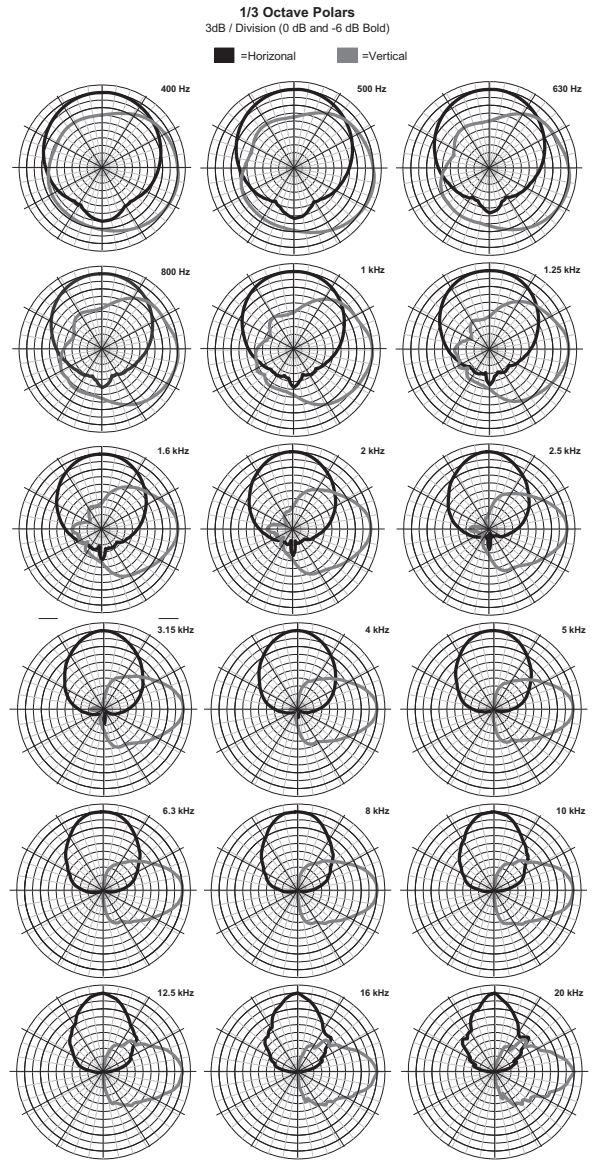 1/3 Octave Polars
3dB / Division (0 dB and -6 dB Bold)
=Horizonal =Vertical
400 Hz 500 Hz 630 Hz
800 Hz 1 kHz 1.25 kHz
1.6 kHz 2 kHz 2.5 kHz
3.15 kHz 4 kHz 5 kHz
6.3 kHz 8 kHz 10 kHz
12.5 kHz 16 kHz 20 kHz